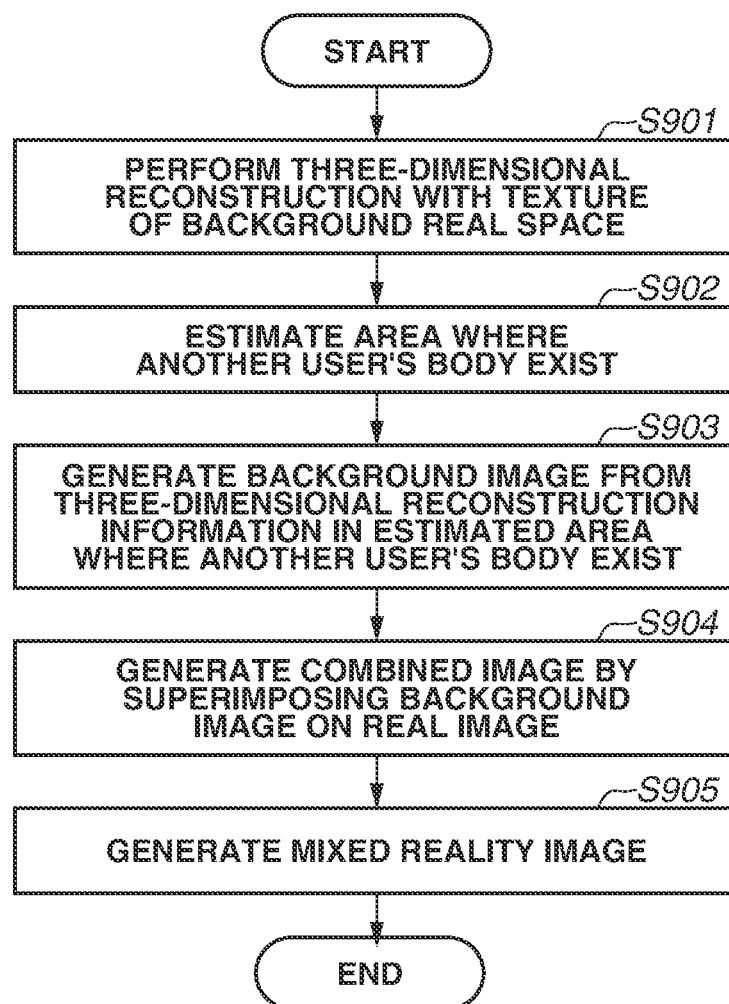 START
S901
PERFORM THREE-DIMENSIONAL
RECONSTRUCTION WITH TEXTURE
OF BACKGROUND REAL SPACE
S902
ESTIMATE AREA WHERE
ANOTHER USER'S BODY EXIST
S903
GENERATE BACKGROUND IMAGE FROM
THREE-DIMENSIONAL RECONSTRUCTION
INFORMATION IN ESTIMATED AREA
WHERE ANOTHER USER'S BODY EXIST
S904
GENERATE COMBINED IMAGE BY
SUPERIMPOSING BACKGROUND
IMAGE ON REAL IMAGE
S905
GENERATE MIXED REALITY IMAGE
END